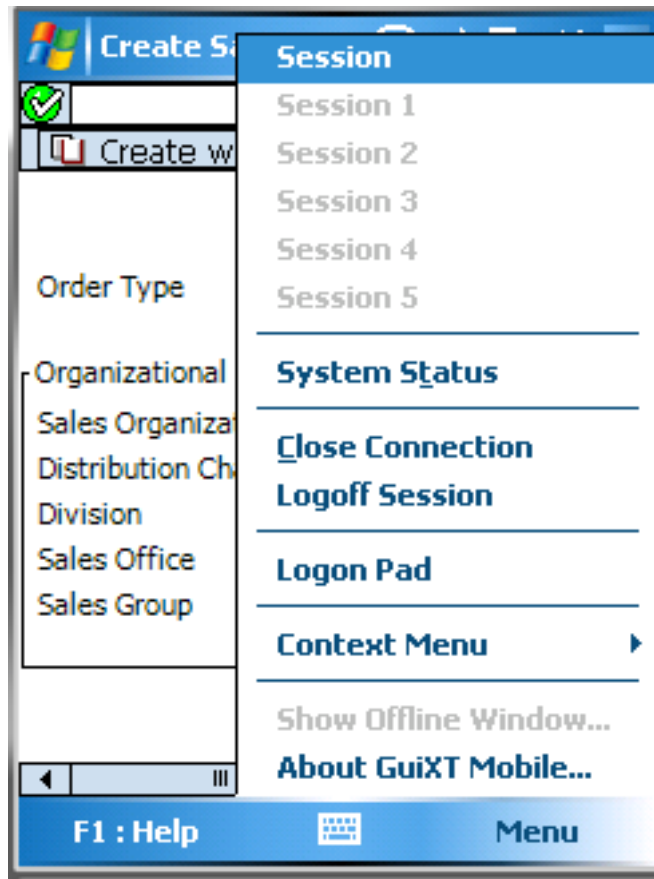 Create Sa
Session
Session 1
Create w
Session 2
Session 3
Session 4
Order Type
Session 5
Organizational
System Status
Sales Organizat
Close Connection
Distribution Cha
Logoff Session
Division
Sales Office
Logon Pad
Sales Group
Context Menu
Show Offline Window...
About GuiXT Mobile...
F1 : Help
Menu